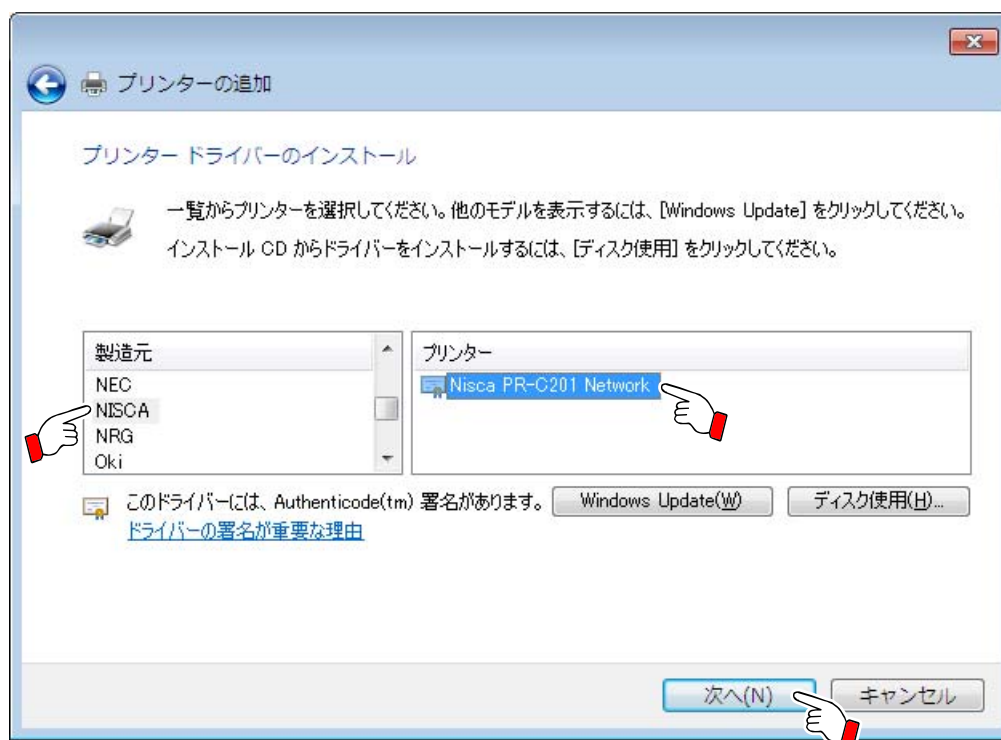 プリンターの追加
プリンター ドライバーのインストール
一覧からプリンターを選択してください。他のモデルを表示するには、[Windows Update] をクリックしてください。
インストール CD からドライバーをインストールするには、[ディスク使用] をクリックしてください。
製造元
NEC
NISCA
NRG
Oki
プリンター
Nisca PR-C201 Network
このドライバーには、Authenticode(tm) 署名があります。
ドライバーの署名が重要な理由
Windows Update(W)
ディスク使用(H)...
次へ(N)
キャンセル